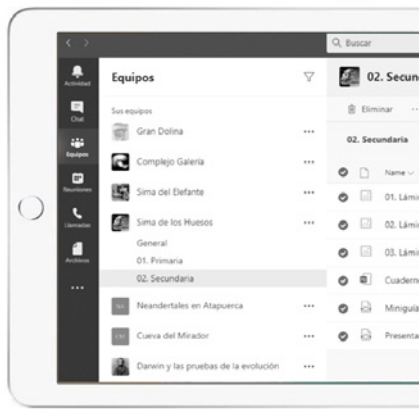 Buscar
Actividad
Chat
Equipos
Reuniones
Llamadas
Archivos
Equipos
Sus equipos
Gran Dolina
Complejo Galería
Sima del Elefante
Sima de los Huesos
General
01. Primaria
02. Secundaria
Neandertales en Atapuerca
Cueva del Mirador
CM
Darwin y las pruebas de la evolución
02. Secun
Eliminar
02. Secundaria
Name
01. Lámi
02. Lámi
03. Lámi
Cuaderno
Miniguía
Presenta